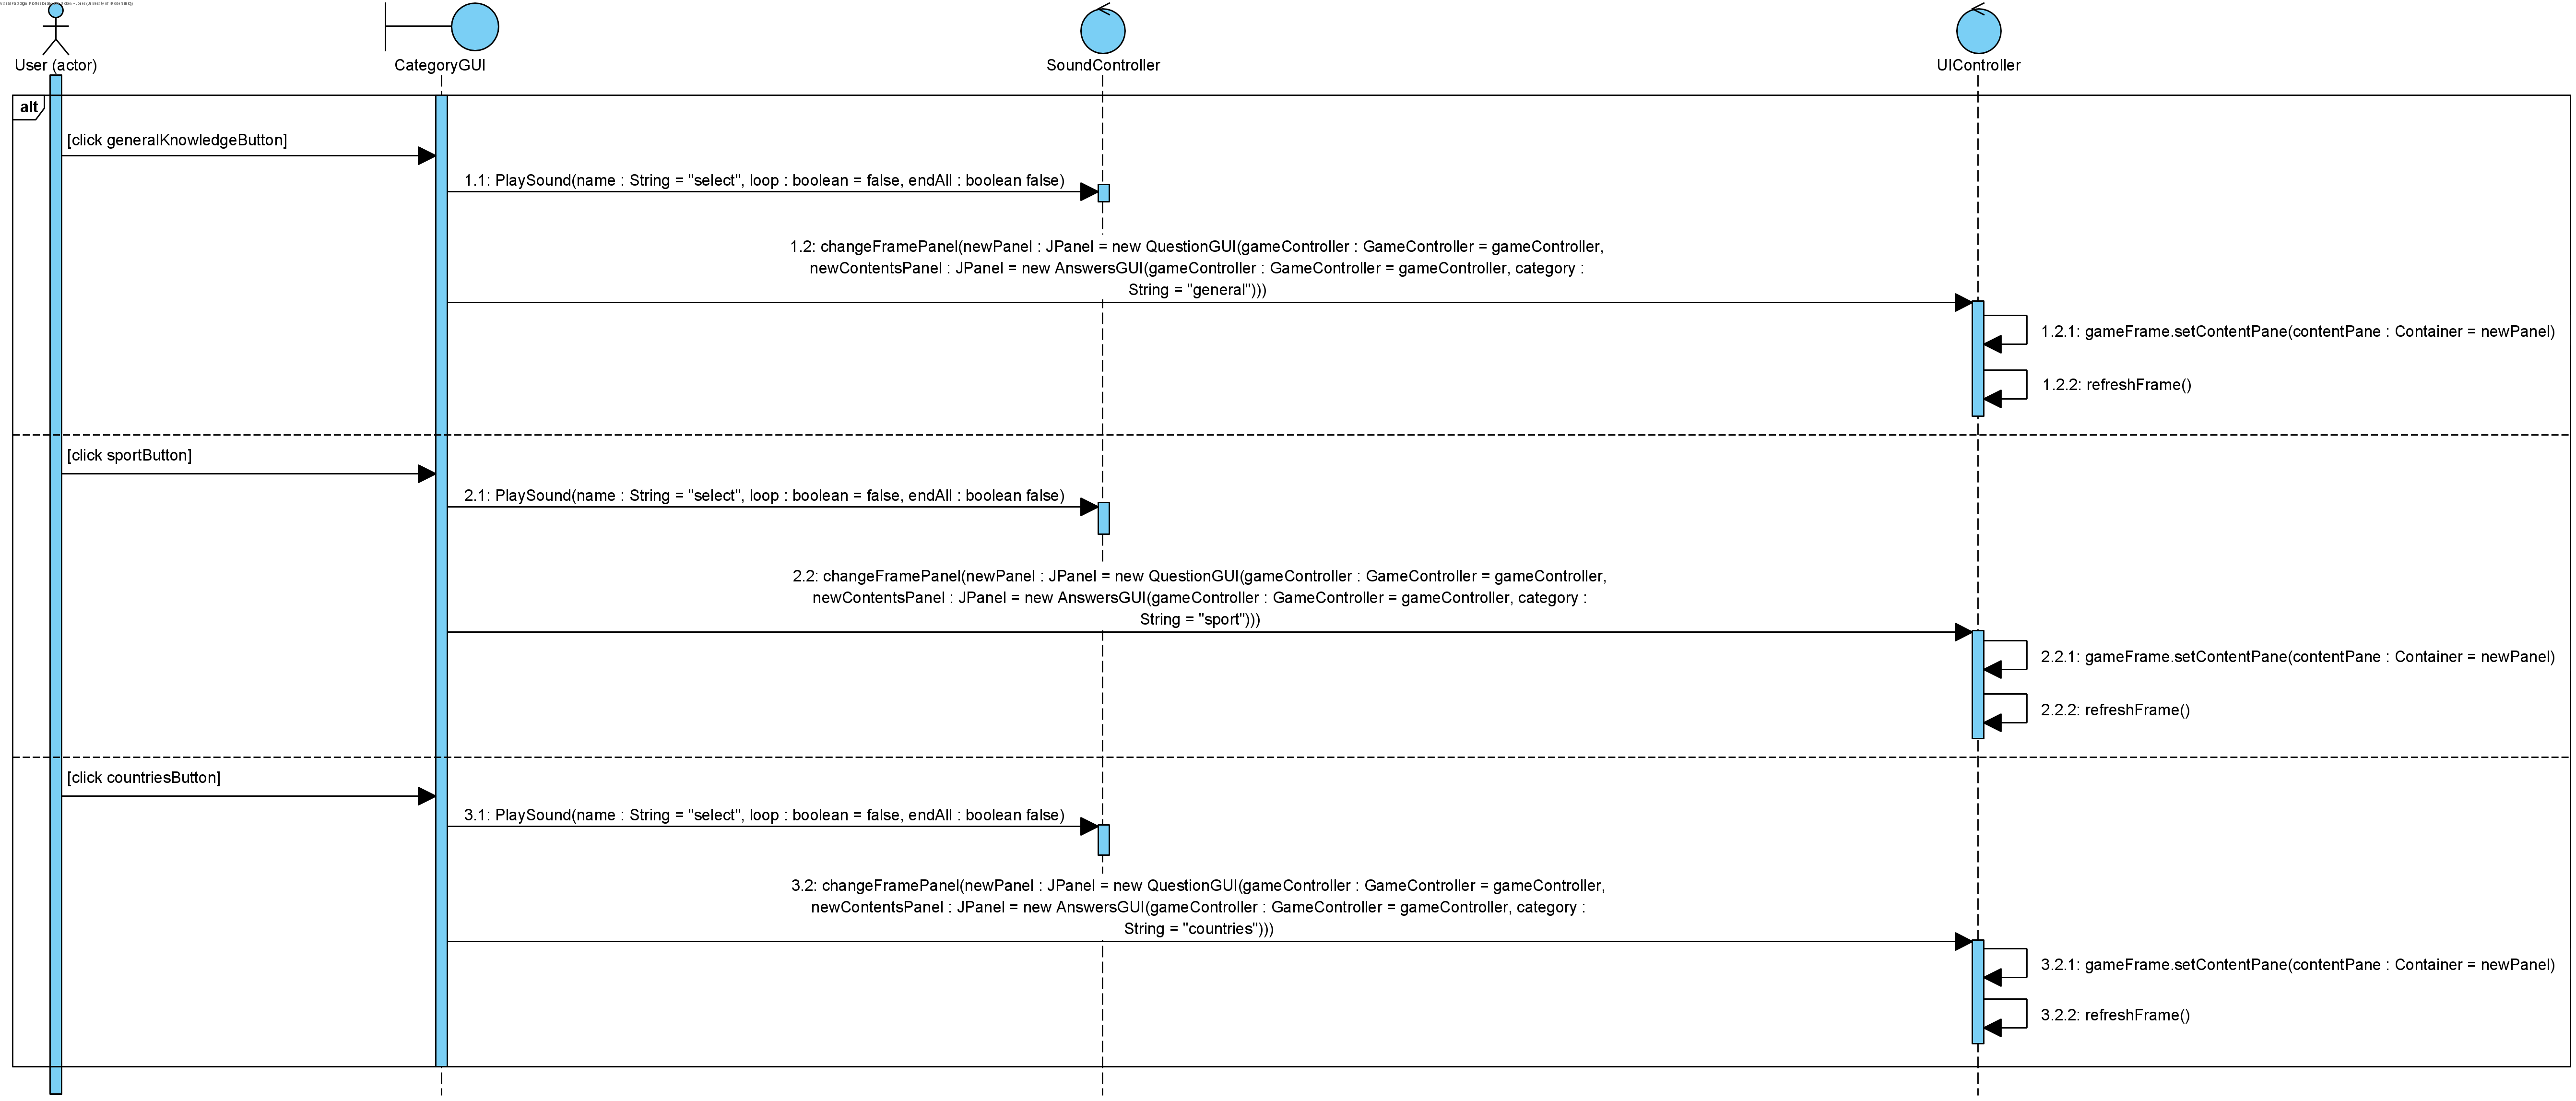 User (actor)
CategoryGUI
SoundController
UIController
alt
[click generalKnowledgeButton]
1.1: PlaySound(name : String = "select", loop : boolean = false, endAll : boolean false)
1.2: changeFramePanel(newPanel : JPanel = new QuestionGUI(gameController : GameController = gameController,
newContentsPanel : JPanel = new AnswersGUI(gameController : GameController = gameController, category :
String = "general")))
1.2.1: gameFrame.setContentPane(contentPane : Container = newPanel)
1.2.2: refreshFrame()
[click sportButton]
2.1: PlaySound(name : String = "select", loop : boolean = false, endAll : boolean false)
2.2: changeFramePanel(newPanel : JPanel = new QuestionGUI(gameController : GameController = gameController,
newContentsPanel : JPanel = new AnswersGUI(gameController : GameController = gameController, category :
String = "sport")))
2.2.1: gameFrame.setContentPane(contentPane : Container = newPanel)
2.2.2: refreshFrame()
[click countriesButton]
3.1: PlaySound(name : String = "select", loop : boolean = false, endAll : boolean false)
3.2: changeFramePanel(newPanel : JPanel = new QuestionGUI(gameController : GameController = gameController,
newContentsPanel : JPanel = new AnswersGUI(gameController : GameController = gameController, category :
String = "countries")))
3.2.1: gameFrame.setContentPane(contentPane : Container = newPanel)
3.2.2: refreshFrame()